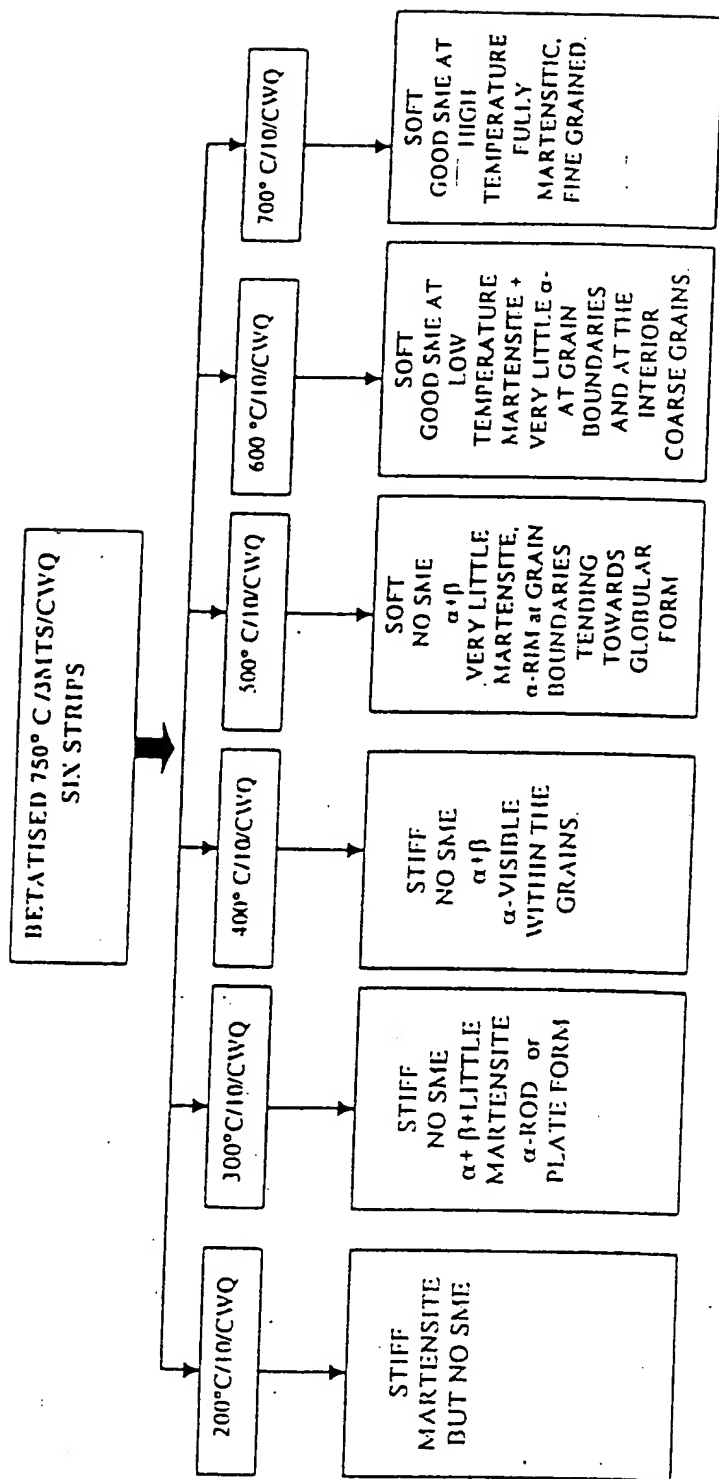 BETATISED 750° C /3MTS/CWQ
SIX STRIPS
200°C/10/CWQ
300°C/10/CWQ
400°C/10/CWQ
500°C/10/CWQ
600 °C/10/CWQ
700° C/10/CWQ
STIFF
MARTENSITE
BUT NO SME
STIFF
NO SME
α+ β+LITTLE
MARTENSITE
α-ROD or
PLATE FORM
STIFF
NO SME
α+β
α-VISIBLE
WITHIN THE
GRAINS.
SOFT
NO SME
α+β
VERY LITTLE
MARTENSITE,
α-RIM at GRAIN
BOUNDARIES
TENDING
TOWARDS
GLOBULAR
FORM
SOFT
GOOD SME AT
LOW
TEMPERATURE
MARTENSITE +
VERY LITTLE α-
AT GRAIN
BOUNDARIES
AND AT THE
INTERIOR
COARSE GRAINS.
SOFT
GOOD SME AT
HIGH
TEMPERATURE
FULLY
MARTENSITIC,
FINE GRAINED.